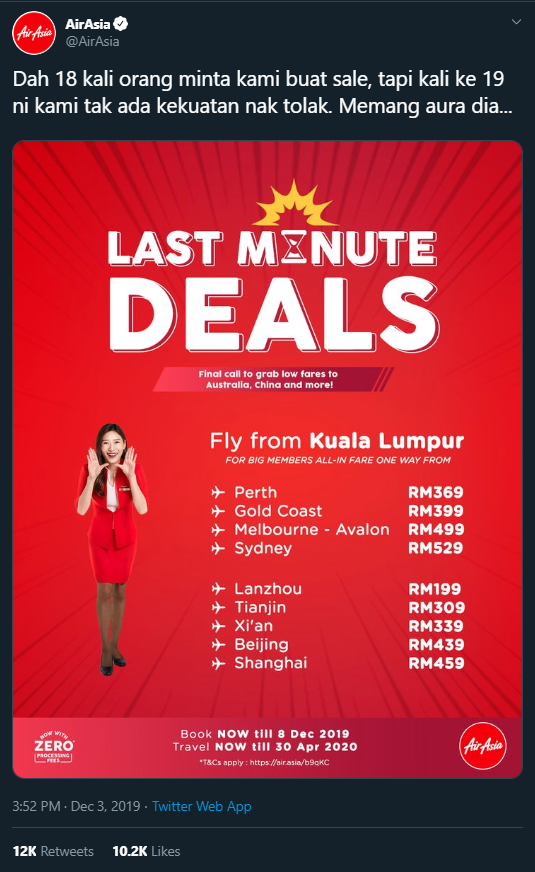 AirAsia
AirAsia
@AirAsia
Dah 18 kali orang minta kami buat sale, tapi kali ke 19
ni kami tak ada kekuatan nak tolak. Memang aura dia...
LAST MINUTE
DEALS
Final call to grab low fares to
Australia, China and more!
Fly from Kuala Lumpur
FOR BIG MEMBERS ALL-IN FARE ONE WAY FROM
Perth RM369
Gold Coast RM399
Melbourne - Avalon RM499
Sydney RM529
Lanzhou RM199
Tianjin RM309
Xi'an RM339
Beijing RM439
Shanghai RM459
NOW WITH
ZERO
PROCESSING
FEES
Book NOW till 8 Dec 2019
Travel NOW till 30 Apr 2020
*T&Cs apply : https://air.asia/b9qKC
AirAsia
3:52 PM · Dec 3, 2019 · Twitter Web App
12K Retweets 10.2K Likes